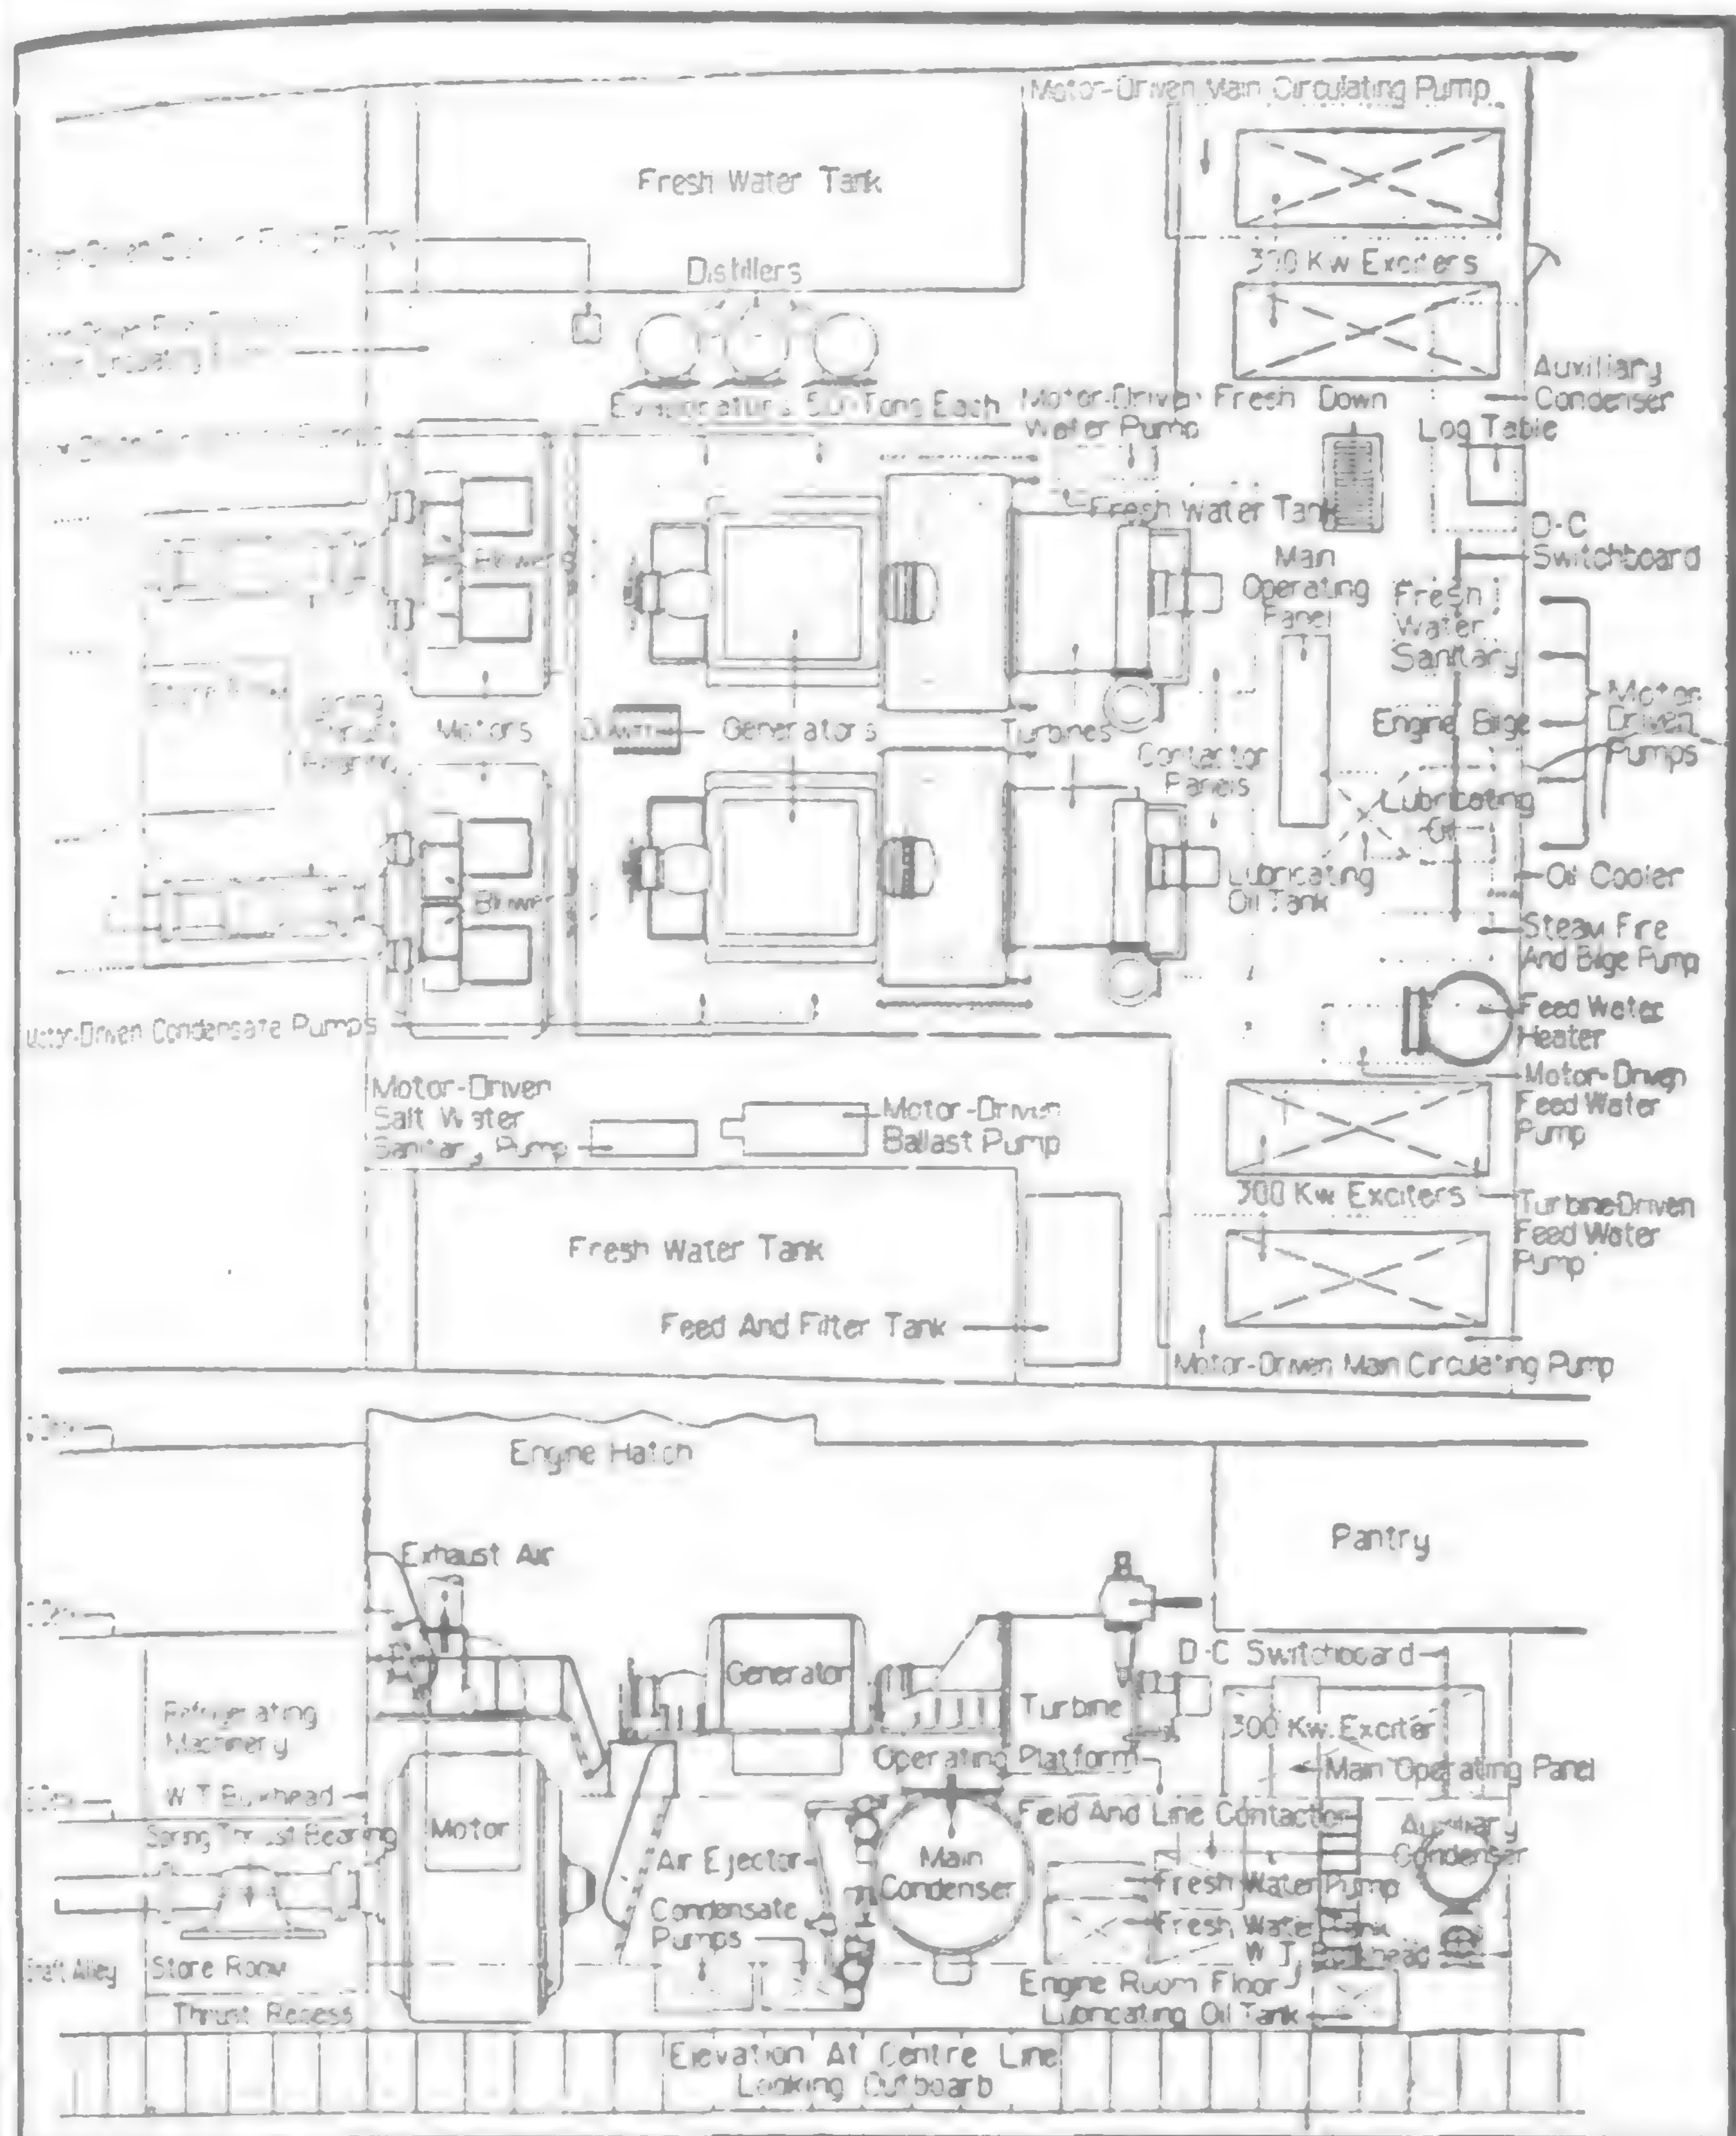 Motor-Driven Main Circulating Pump
Fresh Water Tank
300 Kw Exciters
Distillers
Auxiliary
Condenser
Each
Motor-Driven Fresh
Water Pump
Down
Log Table
Fresh Water Tank
D-C
Switchboard
Main
Operating
Panel
Fresh
Water
Sanitary
Blowers
Motor
Driven
Pumps
Motors
Down
Generators
Turbines
Engine Bilge
Contactor
Panels
Lubricating
Oil
Blower
Lubricating
Oil Tank
Oil Cooler
Steam Fire
And Bilge Pump
Feed Water
Heater
Motor-Driven Condensate Pumps
Motor-Driven
Feed Water
Pump
Motor-Driven
Salt Water
Sanitary Pump
Motor-Driven
Ballast Pump
300 Kw Exciters
Turbine-Driven
Feed Water
Pump
Fresh Water Tank
Feed And Filter Tank
Motor-Driven Main Circulating Pump
Engine Hatch
Pantry
Exhaust Air
D-C Switchboard
Generator
Turbine
Refrigerating
Machinery
300 Kw. Exciter
Operating Platform
Main Operating Panel
W T Bulkhead
Field And Line Contactor
Spring Thrust Bearing
Motor
Auxiliary
Condenser
Air Ejector
Main
Condenser
Fresh Water Pump
Condensate
Pumps
Fresh Water Tank
W T Bulkhead
Shaft Alley
Store Room
Engine Room Floor
Thrust Recess
Lubricating Oil Tank
Elevation At Centre Line
Looking Outboarb